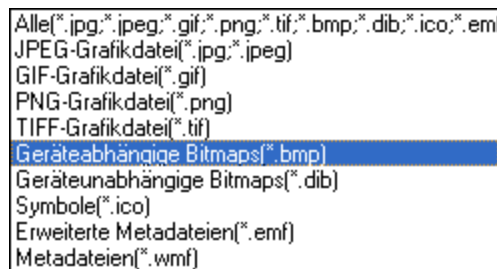 Alle(*.jpg;*.jpeg;*.gif;*.png;*.tif;*.bmp;*.dib;*.ico;*.emf
JPEG-Grafikdatei(*.jpg;*.jpeg)
GIF-Grafikdatei(*.gif)
PNG-Grafikdatei(*.png)
TIFF-Grafikdatei(*.tif)
Geräteabhängige Bitmaps(*.bmp)
Geräteunabhängige Bitmaps(*.dib)
Symbole(*.ico)
Erweiterte Metadateien(*.emf)
Metadateien(*.wmf)